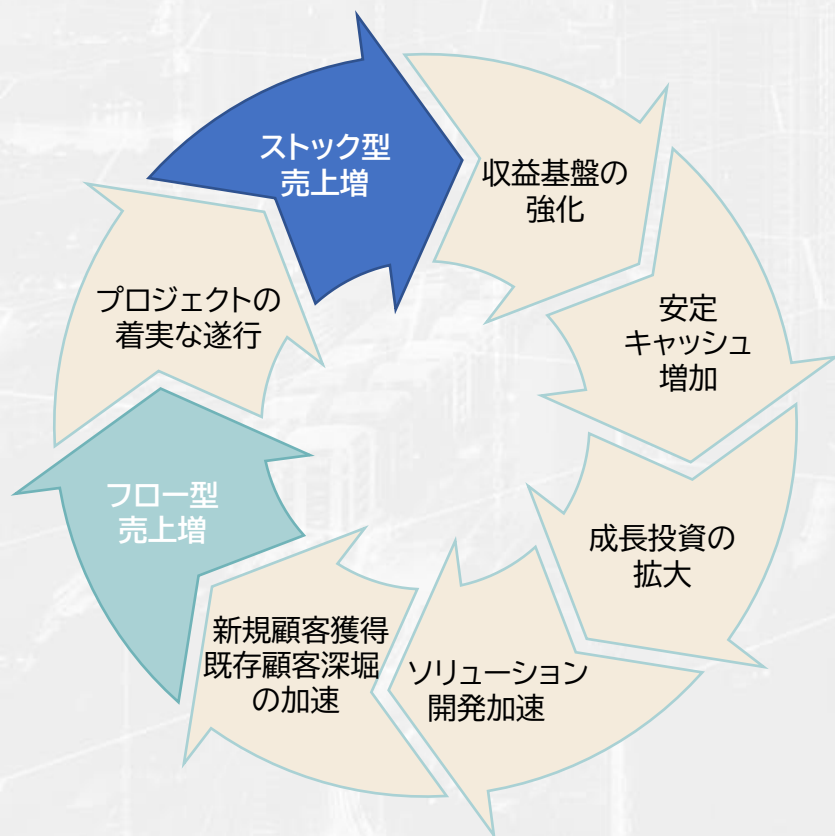 ストック型
売上増
収益基盤の
強化
安定
キャッシュ
増加
成長投資の
拡大
ソリューション
開発加速
新規顧客獲得
既存顧客深堀
の加速
フロー型
売上増
プロジェクトの
着実な遂行